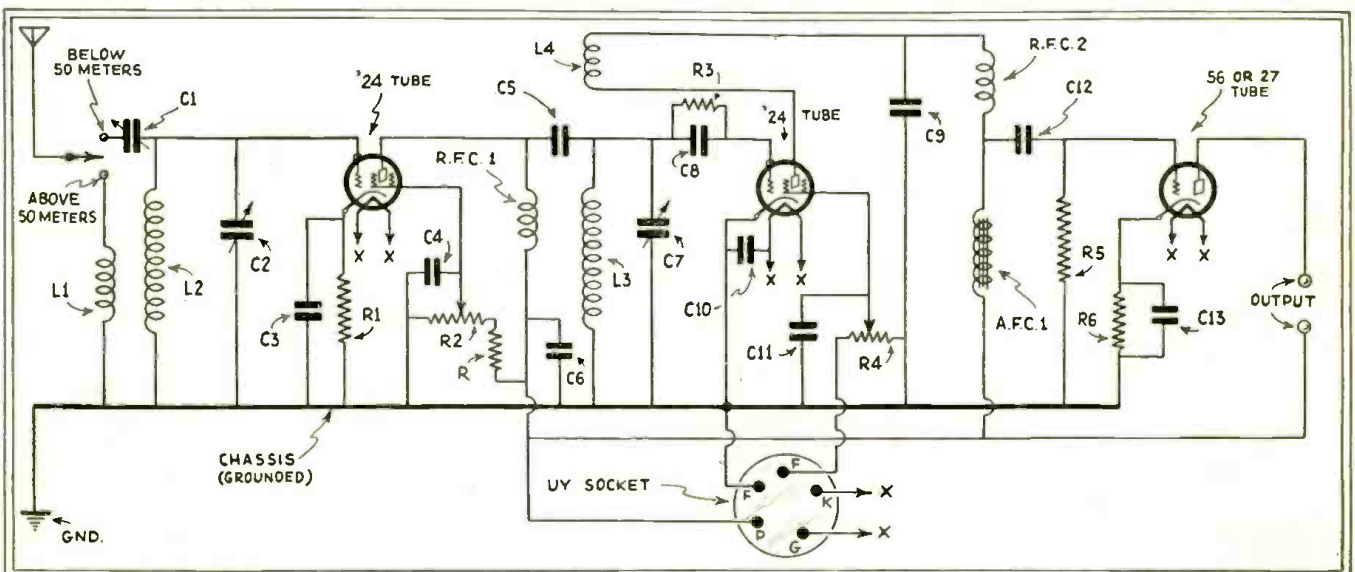 BELOW
50 METERS
C1
'24 TUBE
ABOVE
50 METERS
L1
L2
C2
C3
R1
C4
R2
R
R.F.C.1
C5
C6
L3
L4
R3
C8
C7
'24
TUBE
C10
C11
R4
C9
R.F.C.2
C12
A.F.C.1
R5
56 OR 27
TUBE
R6
C13
OUTPUT
X
X
X
X
CHASSIS
(GROUNDED)
GND.
UY SOCKET
F
F
K
X
P
G
X